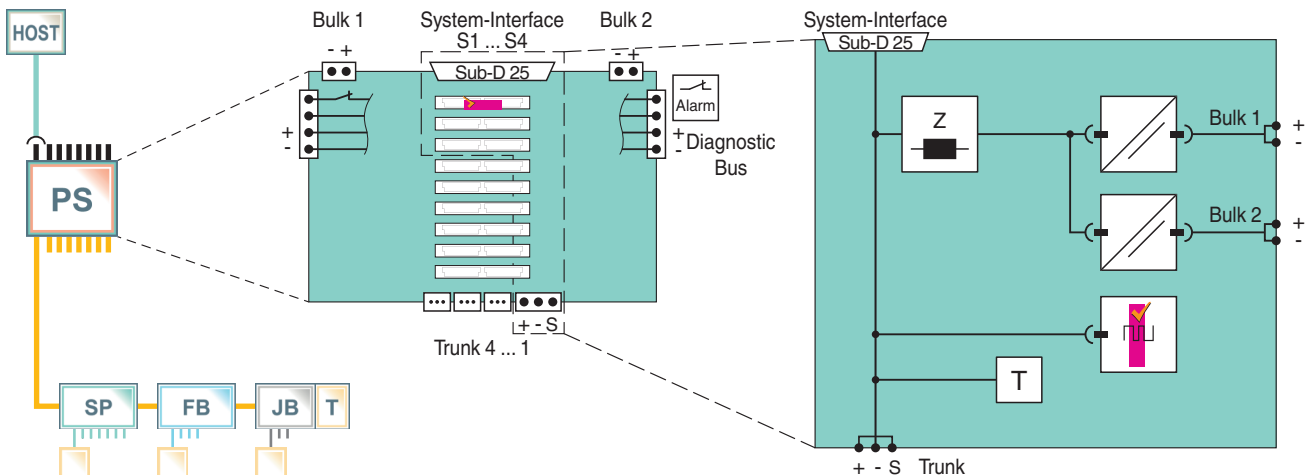 HOST
PS
SP
FB
JB
T
Bulk 1
- +
System-Interface
S1 ... S4
Sub-D 25
Bulk 2
- +
Alarm
+
-
+
-
Diagnostic
Bus
+ - S
Trunk 4 ... 1
System-Interface
Sub-D 25
Z
Bulk 1
+
-
Bulk 2
+
-
T
+ - S Trunk